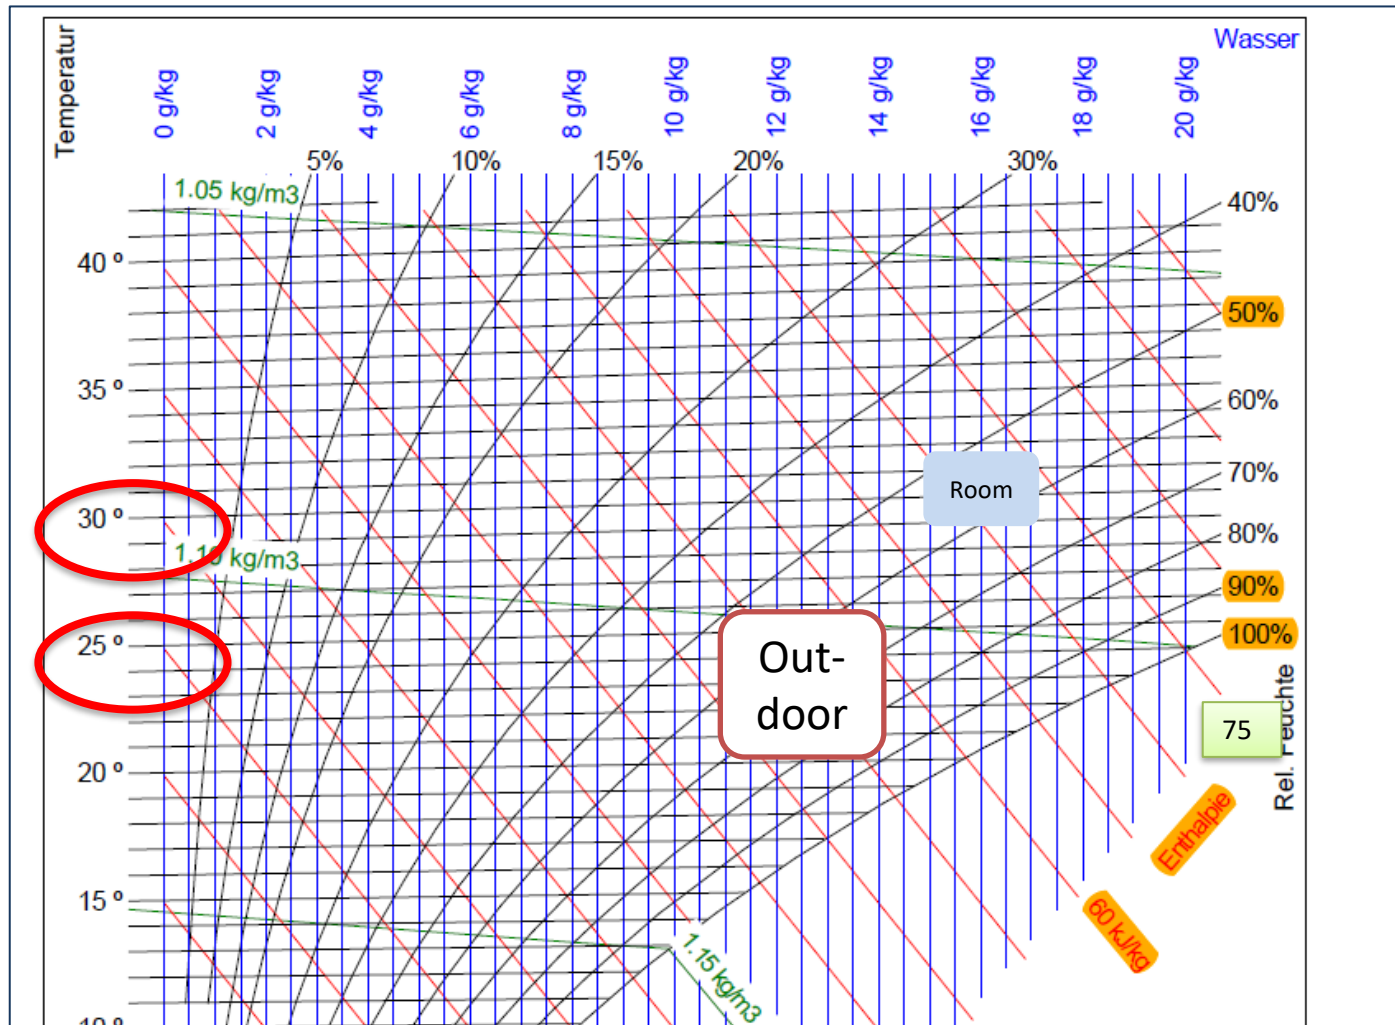 Wasser
Temperatur
0 g/kg
2 g/kg
4 g/kg
6 g/kg
8 g/kg
10 g/kg
12 g/kg
14 g/kg
16 g/kg
18 g/kg
20 g/kg
5%
10%
15%
20%
30%
1.05 kg/m3
40%
40 º
50%
35 º
60%
70%
Room
30 º
80%
1.10 kg/m3
90%
25 º
100%
Out-
door
Rel. Feuchte
75
20 º
Enthalpie
15 º
60 kJ/kg
1.15 kg/m3
10 º